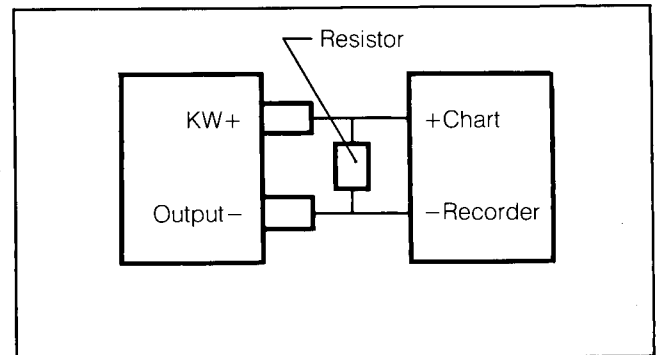 Resistor
KW+
+Chart
Output−
−Recorder